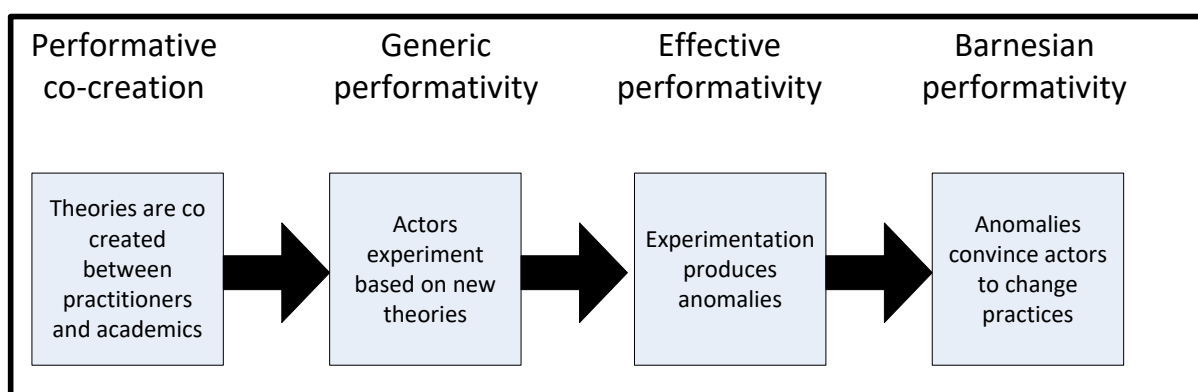 Performative
co-creation
Generic
performativity
Effective
performativity
Barnesian
performativity
Theories are co
created
between
practitioners
and academics
Actors
experiment
based on new
theories
Experimentation
produces
anomalies
Anomalies
convince actors
to change
practices